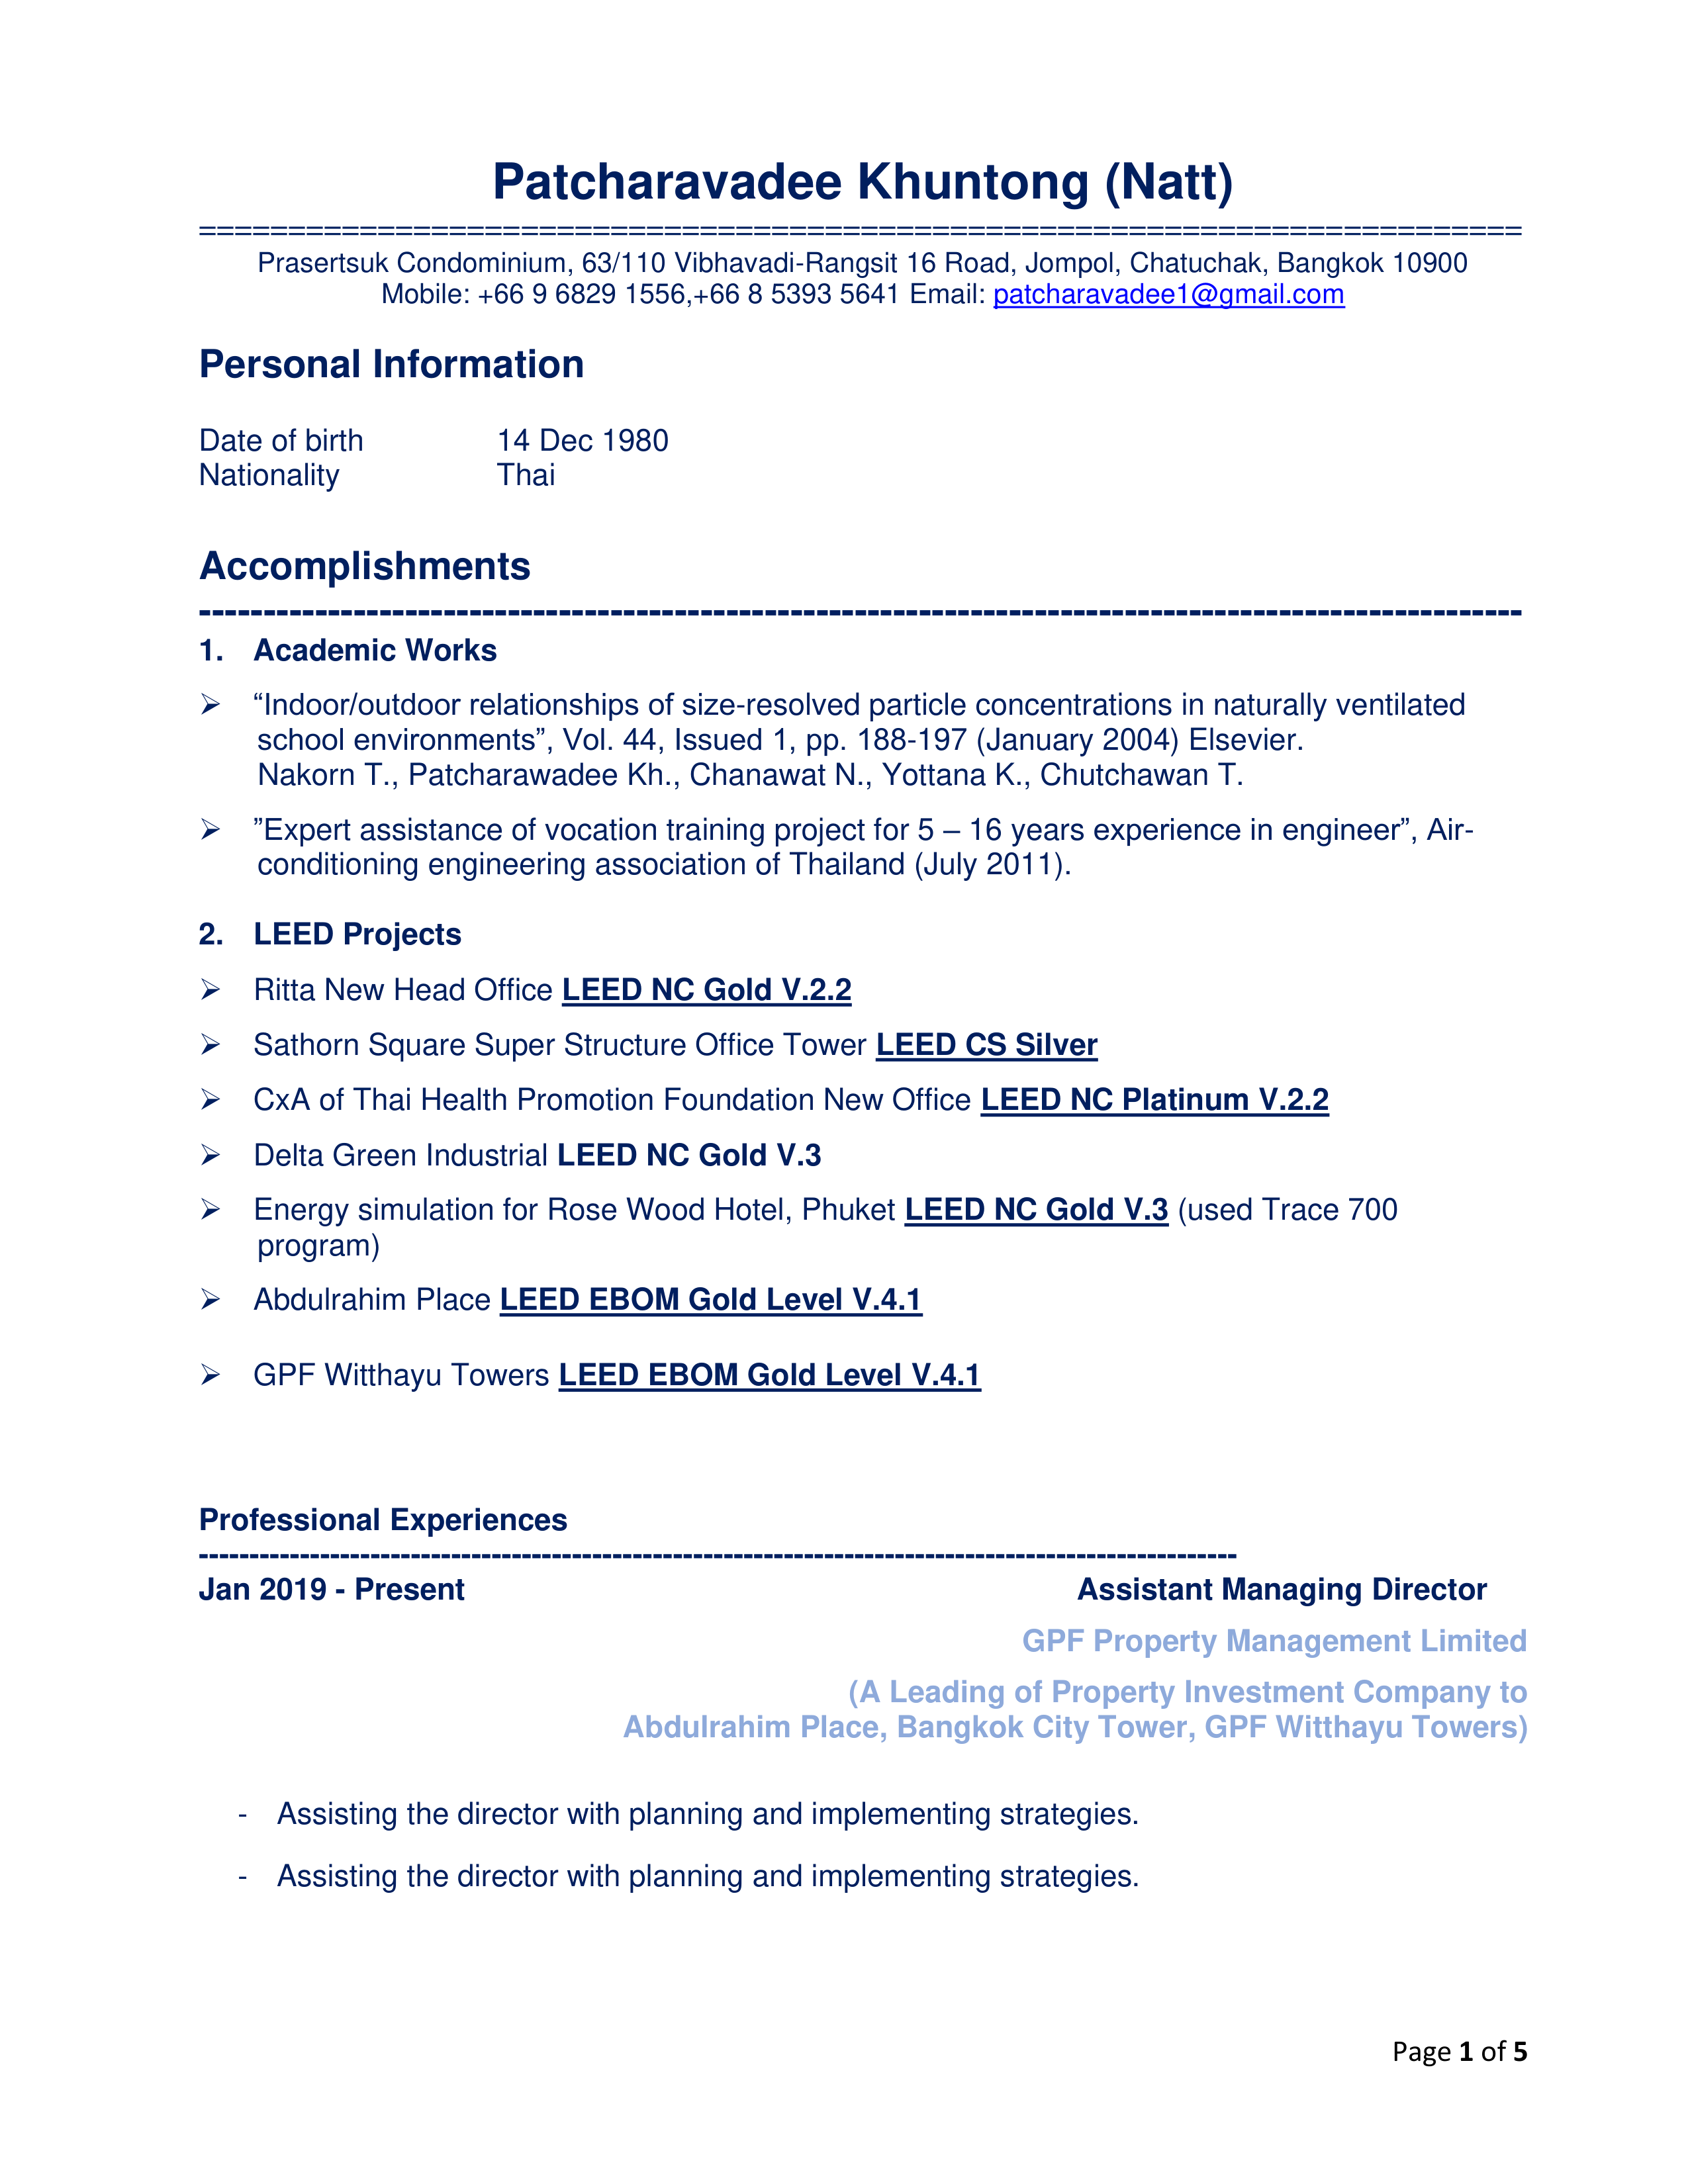 Patcharavadee Khuntong (Natt)
==========================================================================
Prasertsuk Condominium, 63/110 Vibhavadi-Rangsit 16 Road, Jompol, Chatuchak, Bangkok 10900
Mobile: +66 9 6829 1556,+66 8 5393 5641 Email: patcharavadee1@gmail.com
Personal Information
Date of birth 14 Dec 1980
Nationality Thai
Accomplishments
-----------------------------------------------------------------------------------------------------
1. Academic Works
➢ “Indoor/outdoor relationships of size-resolved particle concentrations in naturally ventilated
school environments”, Vol. 44, Issued 1, pp. 188-197 (January 2004) Elsevier.
Nakorn T., Patcharawadee Kh., Chanawat N., Yottana K., Chutchawan T.
➢ ”Expert assistance of vocation training project for 5 – 16 years experience in engineer”, Air-
conditioning engineering association of Thailand (July 2011).
2. LEED Projects
➢ Ritta New Head Office LEED NC Gold V.2.2
➢ Sathorn Square Super Structure Office Tower LEED CS Silver
➢ CxA of Thai Health Promotion Foundation New Office LEED NC Platinum V.2.2
➢ Delta Green Industrial LEED NC Gold V.3
➢ Energy simulation for Rose Wood Hotel, Phuket LEED NC Gold V.3 (used Trace 700
program)
➢ Abdulrahim Place LEED EBOM Gold Level V.4.1
➢ GPF Witthayu Towers LEED EBOM Gold Level V.4.1
Professional Experiences
-------------------------------------------------------------------------------------------------------
Jan 2019 - Present Assistant Managing Director
GPF Property Management Limited
(A Leading of Property Investment Company to
Abdulrahim Place, Bangkok City Tower, GPF Witthayu Towers)
- Assisting the director with planning and implementing strategies.
- Assisting the director with planning and implementing strategies.
Page 1 of 5